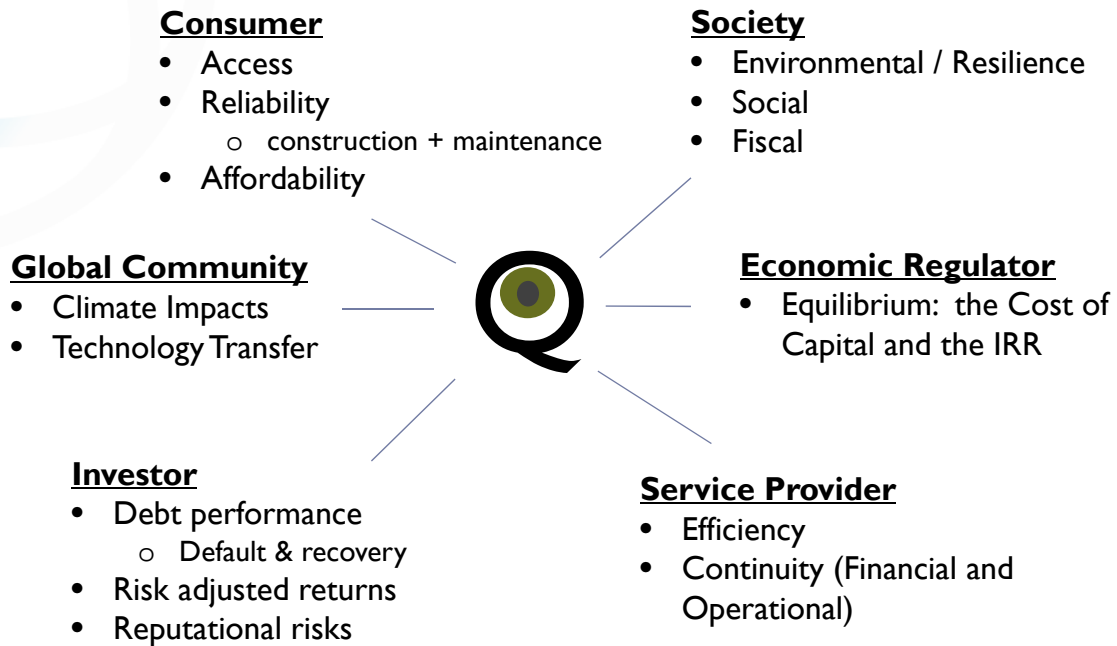 Consumer
• Access
• Reliability
o construction + maintenance
• Affordability
Society
• Environmental / Resilience
• Social
• Fiscal
Global Community
• Climate Impacts
• Technology Transfer
Q
Economic Regulator
• Equilibrium: the Cost of
Capital and the IRR
Investor
• Debt performance
o Default & recovery
• Risk adjusted returns
• Reputational risks
Service Provider
• Efficiency
• Continuity (Financial and
Operational)